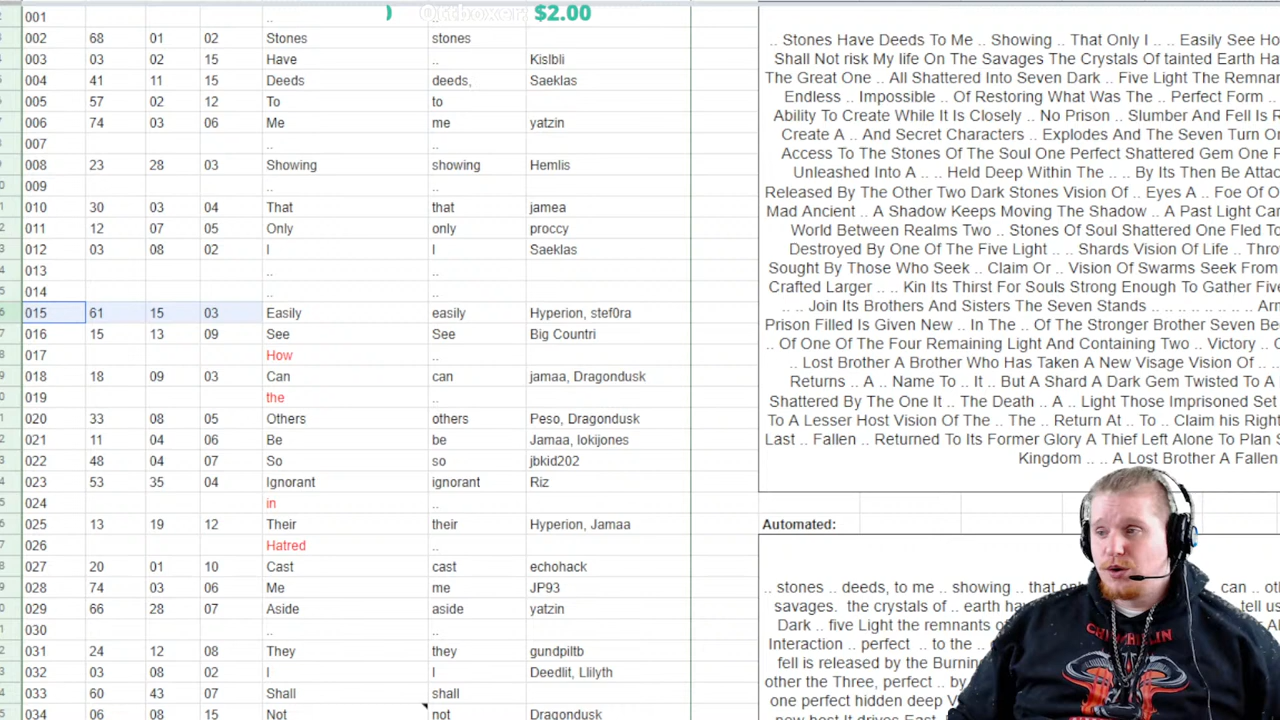 Oftboxer: $2.00
001 ..
002 68 01 02 Stones stones
003 03 02 15 Have .. Kislbli
004 41 11 15 Deeds deeds, Saeklas
005 57 02 12 To to
006 74 03 06 Me me yatzin
007 .. ..
008 23 28 03 Showing showing Hemlis
009 .. ..
010 30 03 04 That that jamea
011 12 07 05 Only only proccy
012 03 08 02 I I Saeklas
013 .. ..
014 .. ..
015 61 15 03 Easily easily Hyperion, stef0ra
016 15 13 09 See See Big Countri
017 How ..
018 18 09 03 Can can jamaa, Dragondusk
019 the ..
020 33 08 05 Others others Peso, Dragondusk
021 11 04 06 Be be Jamaa, lokijones
022 48 04 07 So so jbkid202
023 53 35 04 Ignorant ignorant Riz
024 in ..
025 13 19 12 Their their Hyperion, Jamaa
026 Hatred ..
027 20 01 10 Cast cast echohack
028 74 03 06 Me me JP93
029 66 28 07 Aside aside yatzin
030 .. ..
031 24 12 08 They they gundpiltb
032 03 08 02 I I Deedlit, Llilyth
033 60 43 07 Shall shall
034 06 08 15 Not not Dragondusk
.. Stones Have Deeds To Me .. Showing .. That Only I .. .. Easily See Ho
Shall Not risk My life On The Savages The Crystals Of tainted Earth Ha
The Great One .. All Shattered Into Seven Dark .. Five Light The Remna
Endless .. Impossible .. Of Restoring What Was The .. Perfect Form ..
Ability To Create While It Is Closely .. No Prison .. Slumber And Fell Is R
Create A .. And Secret Characters .. Explodes And The Seven Turn On
Access To The Stones Of The Soul One Perfect Shattered Gem One P
Unleashed Into A .. .. Held Deep Within The .. .. By Its Then Be Attac
Released By The Other Two Dark Stones Vision Of .. Eyes A .. Foe Of O
Mad Ancient .. A Shadow Keeps Moving The Shadow .. A Past Light Can
World Between Realms Two .. Stones Of Soul Shattered One Fled To
Destroyed By One Of The Five Light .. .. Shards Vision Of Life .. Thro
Sought By Those Who Seek .. Claim Or .. Vision Of Swarms Seek From
Crafted Larger .. .. Kin Its Thirst For Souls Strong Enough To Gather Five
.. .. Join Its Brothers And Sisters The Seven Stands .. .. .. .. .. .. Arm
Prison Filled Is Given New .. In The .. Of The Stronger Brother Seven Be
.. Of One Of The Four Remaining Light And Containing Two .. Victory ..
Lost Brother A Brother Who Has Taken A New Visage Vision Of ..
Returns .. A .. Name To .. It .. But A Shard A Dark Gem Twisted To A
Shattered By The One It .. The Death .. A .. Light Those Imprisoned Set
To A Lesser Host Vision Of The .. The .. Return At .. To .. Claim his Right
Last .. Fallen .. Returned To Its Former Glory A Thief Left Alone To Plan S
Kingdom .. .. A Lost Brother A Fallen
Automated:
.. stones .. deeds, to me .. showing .. that only
can .. oth
savages. the crystals of .. earth ha
tell us
Dark .. five Light the remnants o
Interaction .. perfect .. to the ..
fell is released by the Burning
other the Three, perfect .. by
one perfect hidden deep
new host It drives East.